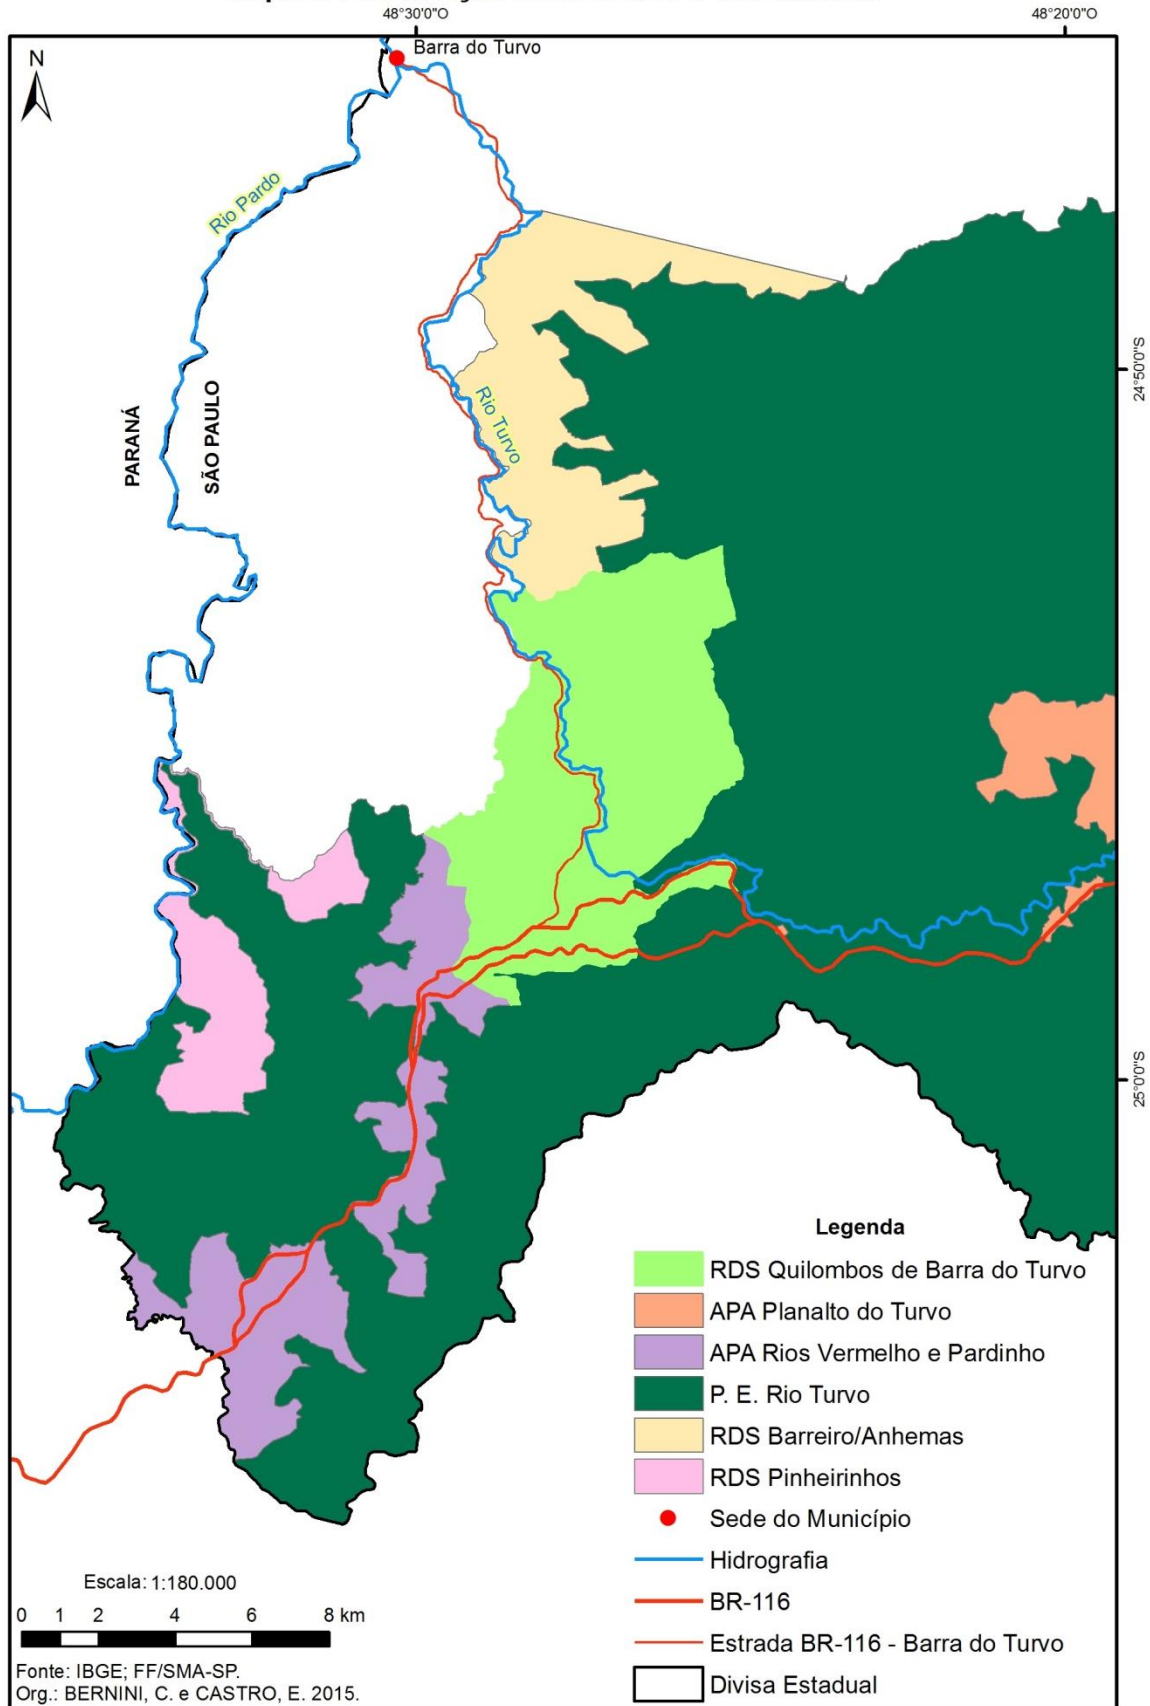 48°30'0"O
48°20'0"O
Barra do Turvo
N
Rio Pardo
24°50'0"S
PARANÁ
SÃO PAULO
Rio Turvo
25°0'0"S
Legenda
RDS Quilombos de Barra do Turvo
APA Planalto do Turvo
APA Rios Vermelho e Pardinho
P. E. Rio Turvo
RDS Barreiro/Anhemas
RDS Pinheirinhos
Sede do Município
Hidrografia
BR-116
Estrada BR-116 - Barra do Turvo
Divisa Estadual
Escala: 1:180.000
0 1 2 4 6 8 km
Fonte: IBGE; FF/SMA-SP.
Org.: BERNINI, C. e CASTRO, E. 2015.